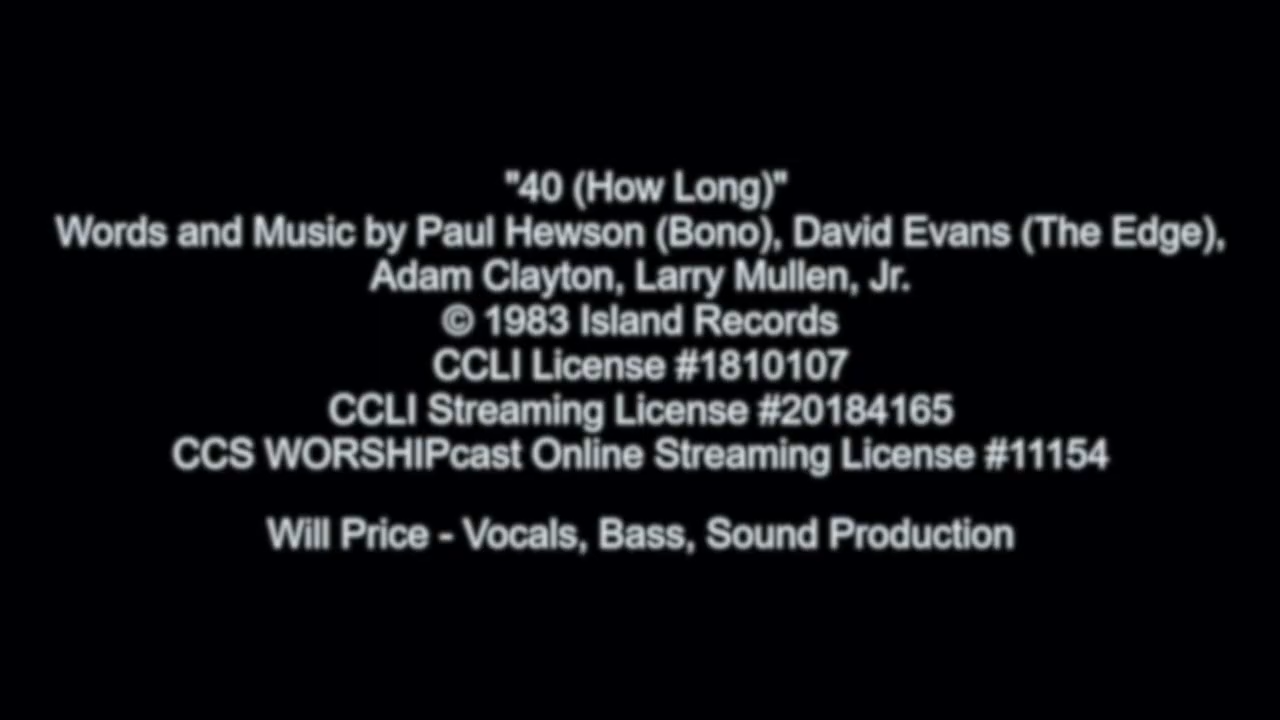 "40 (How Long)"
Words and Music by Paul Hewson (Bono), David Evans (The Edge),
Adam Clayton, Larry Mullen, Jr.
© 1983 Island Records
CCLI License #1810107
CCLI Streaming License #20184165
CCS WORSHIPcast Online Streaming License #11154
Will Price - Vocals, Bass, Sound Production